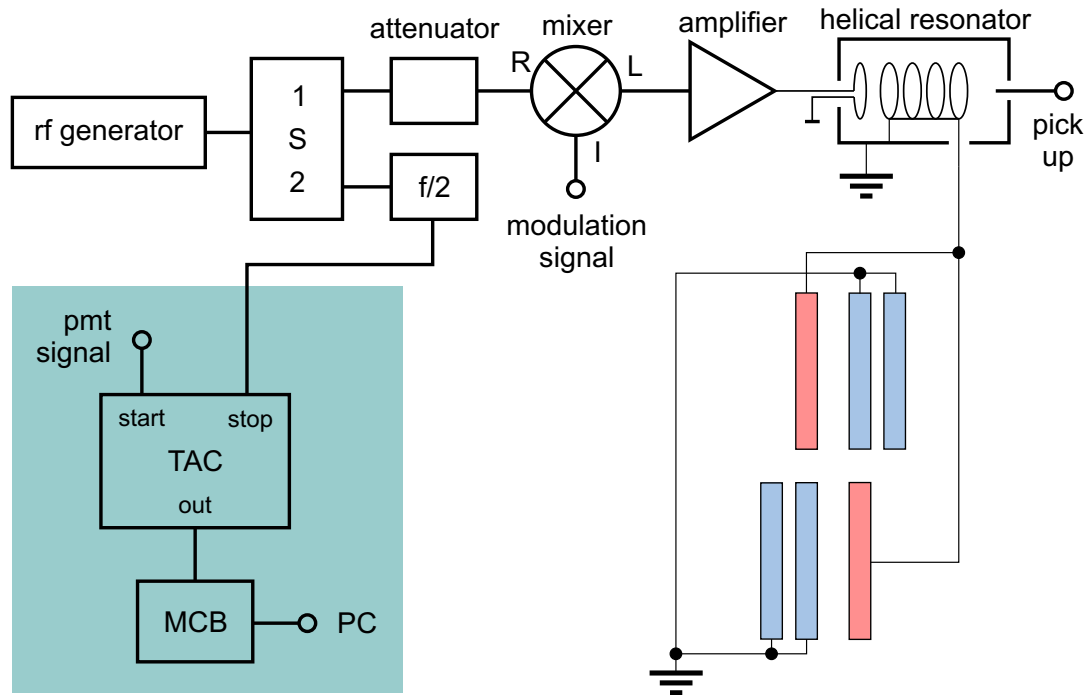 helical resonator
amplifier
mixer
attenuator
R
L
I
1
S
2
rf generator
f/2
pick
up
modulation
signal
pmt
signal
start
stop
TAC
out
MCB
PC